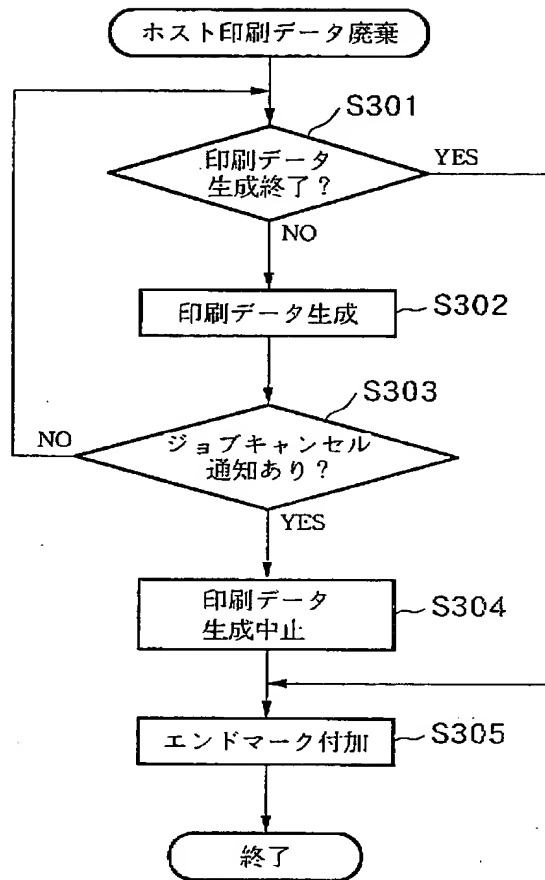 ホスト印刷データ廃棄
S301
印刷データ
生成終了？
YES
NO
印刷データ生成
S302
S303
NO
ジョブキャンセル
通知あり？
YES
印刷データ
生成中止
S304
エンドマーク付加
S305
終了